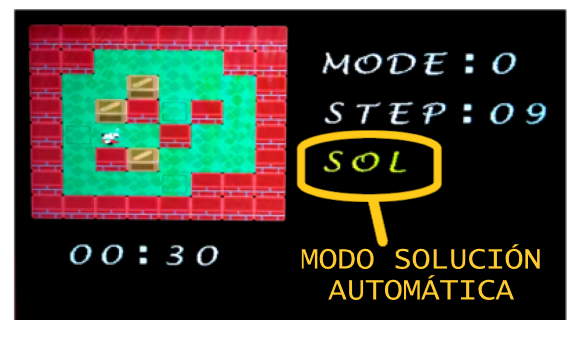 MODE:0
STEP:09
SOL
00:30
MODO SOLUCIÓN
AUTOMÁTICA